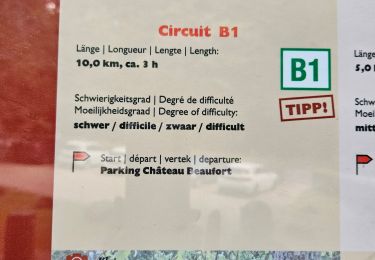 Circuit B1
Länge | Longueur | Lengte | Length:
10,0 km, ca. 3 h
B1
TIPP!
Schwierigkeitsgrad | Degré de difficulté
Moeilijkheidsgraad | Degree of difficulty:
schwer / difficile / zwaar / difficult
Start | départ | vertek | departure:
Parking Château Beaufort
Länge
5,0
Schw
Moei
mitt